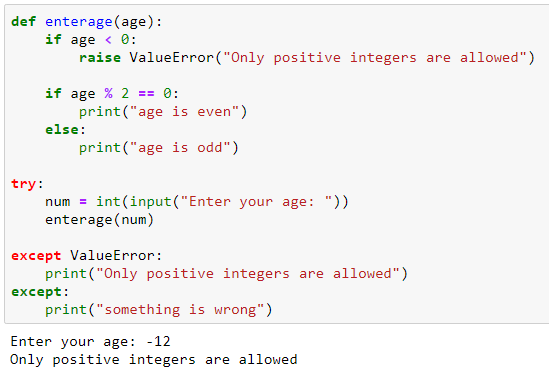 def enterage(age):
    if age < 0:
        raise ValueError("Only positive integers are allowed")

    if age % 2 == 0:
        print("age is even")
    else:
        print("age is odd")

try:
    num = int(input("Enter your age: "))
    enterage(num)

except ValueError:
    print("Only positive integers are allowed")
except:
    print("something is wrong")

Enter your age: -12
Only positive integers are allowed